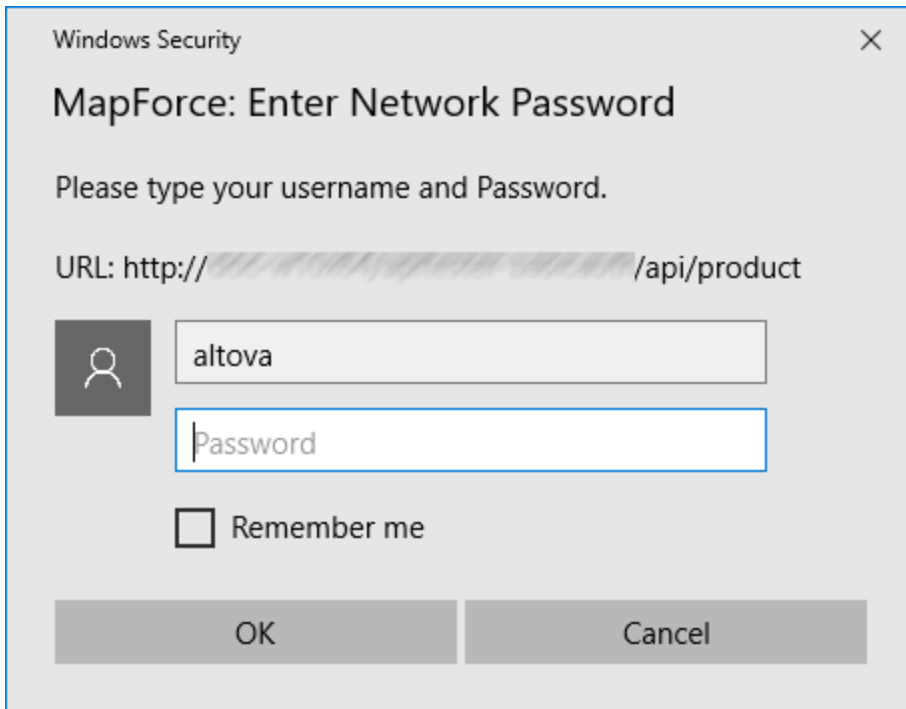 Windows Security
MapForce: Enter Network Password
Please type your username and Password.
URL: http:///api/product
altova
Password
Remember me
OK
Cancel